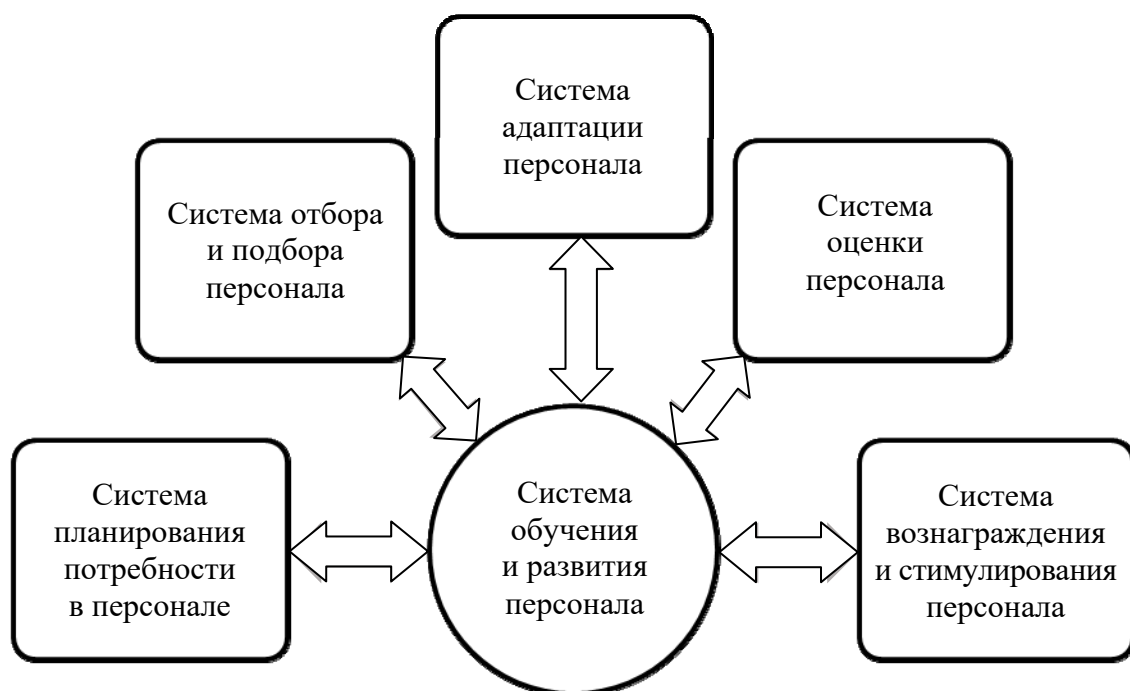 Система
адаптации
персонала
Система отбора
и подбора
персонала
Система
оценки
персонала
Система
планирования
потребности
в персонале
Система
обучения
и развития
персонала
Система
вознаграждения
и стимулирования
персонала